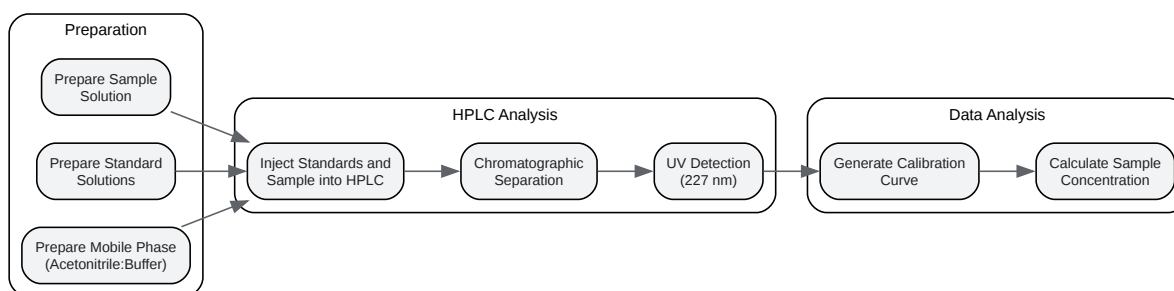 Preparation
Prepare Sample
Solution
Prepare Standard
Solutions
Prepare Mobile Phase
(Acetonitrile:Buffer)
HPLC Analysis
Inject Standards and
Sample into HPLC
Chromatographic
Separation
UV Detection
(227 nm)
Data Analysis
Generate Calibration
Curve
Calculate Sample
Concentration